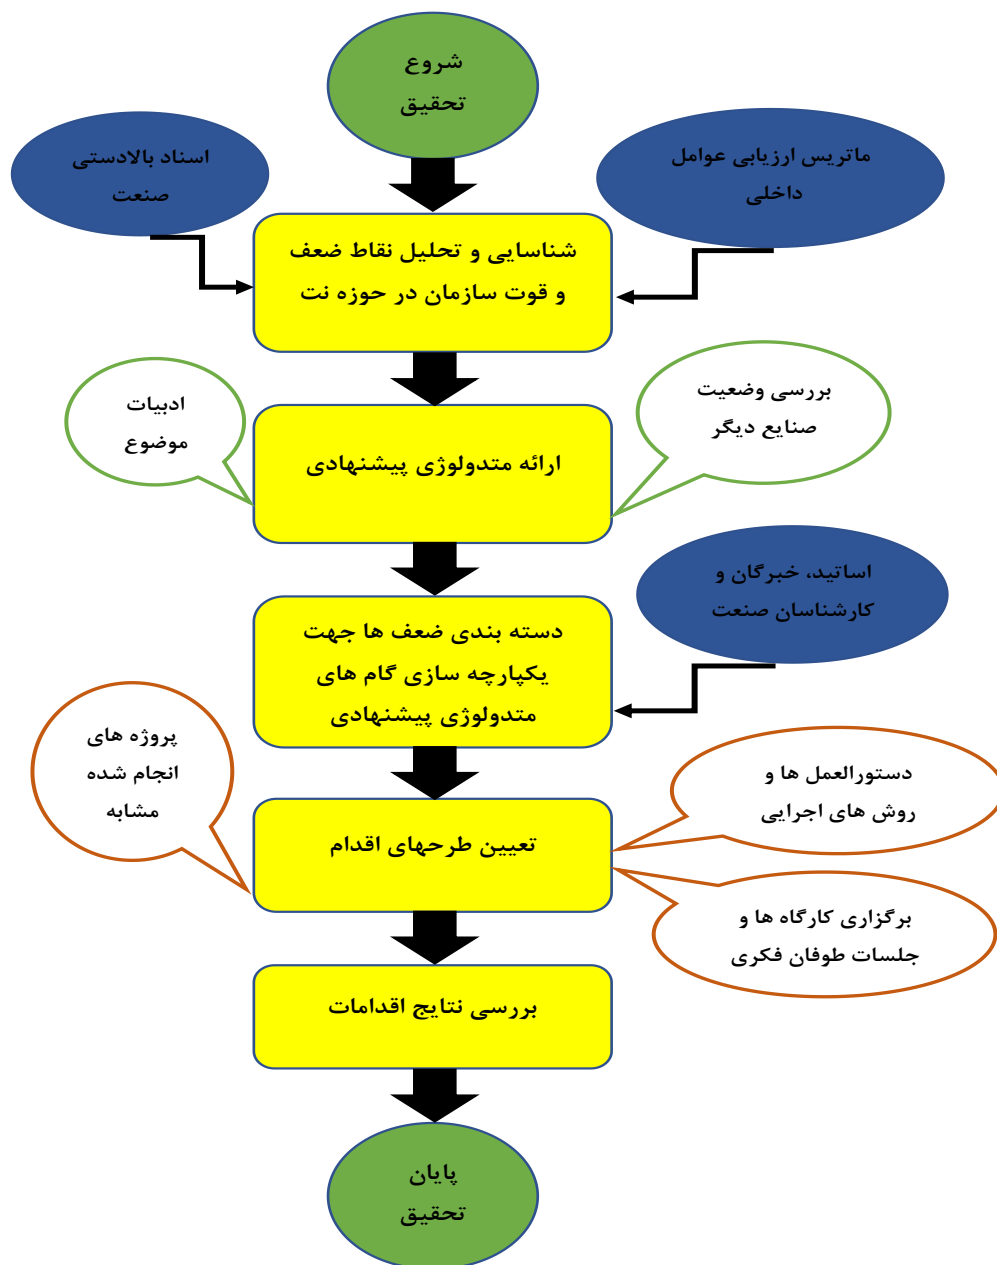 شروع
تحقیق
ماتریس ارزیابی عوامل
داخلی
اسناد بالادستی
صنعت
شناسایی و تحلیل نقاط ضعف
و قوت سازمان در حوزه نت
بررسی وضعیت
صنایع دیگر
ادبیات
موضوع
ارائه متدولوژی پیشنهادی
اساتید، خبرگان و
کارشناسان صنعت
دسته بندی ضعف ها جهت
یکپارچه سازی گام های
متدولوژی پیشنهادی
دستورالعمل ها و
روش های اجرایی
پروژه های
انجام شده
مشابه
تعیین طرحهای اقدام
برگزاری کارگاه ها و
جلسات طوفان فکری
بررسی نتایج اقدامات
پایان
تحقیق